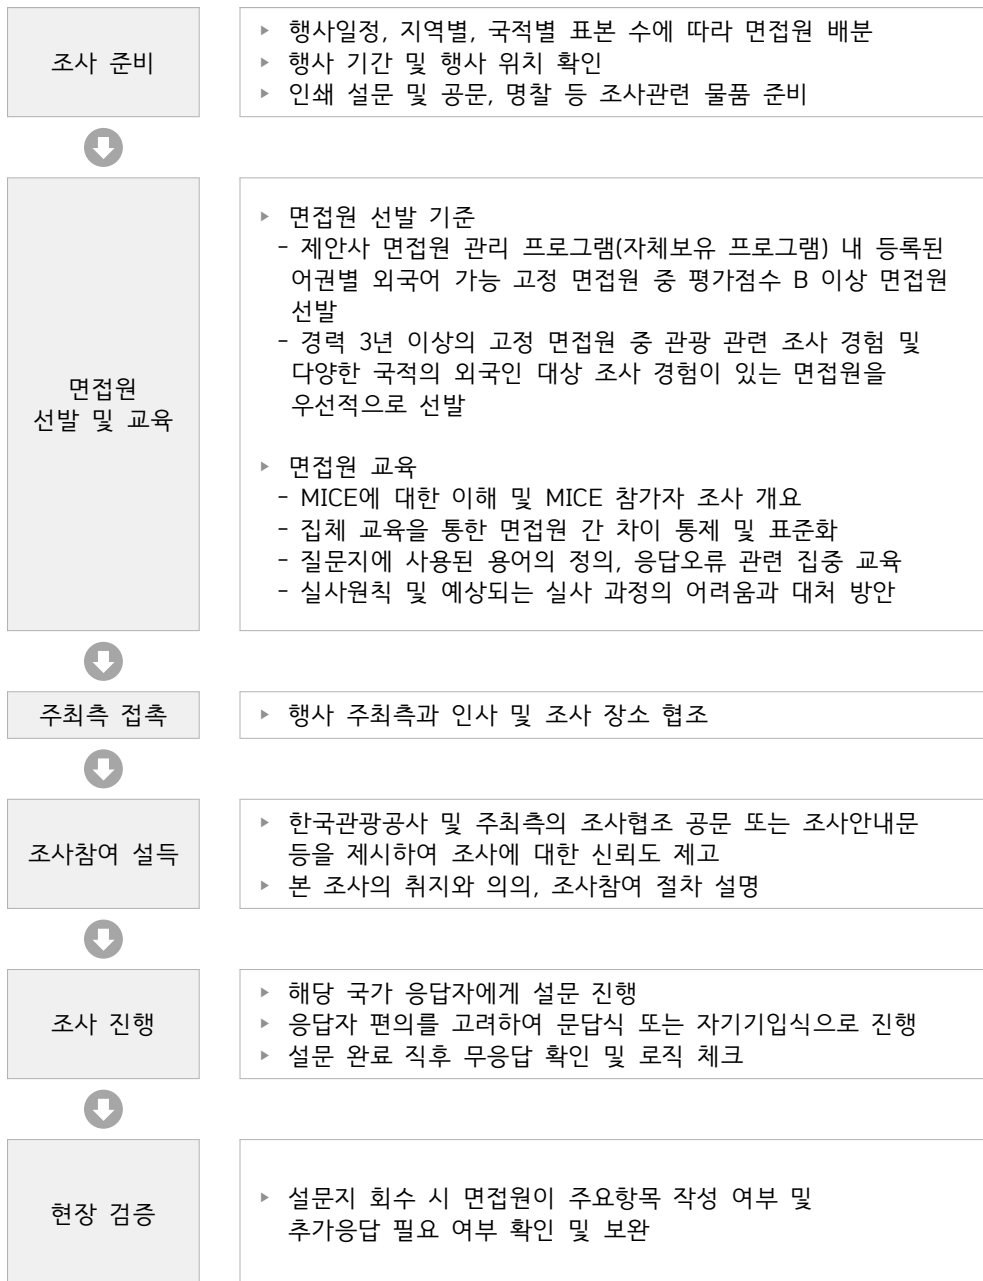 조사 준비
▸ 행사일정, 지역별, 국적별 표본 수에 따라 면접원 배분
▸ 행사 기간 및 행사 위치 확인
▸ 인쇄 설문 및 공문, 명찰 등 조사관련 물품 준비
면접원
선발 및 교육
▸ 면접원 선발 기준
- 제안사 면접원 관리 프로그램(자체보유 프로그램) 내 등록된
어권별 외국어 가능 고정 면접원 중 평가점수 B 이상 면접원
선발
- 경력 3년 이상의 고정 면접원 중 관광 관련 조사 경험 및
다양한 국적의 외국인 대상 조사 경험이 있는 면접원을
우선적으로 선발
▸ 면접원 교육
- MICE에 대한 이해 및 MICE 참가자 조사 개요
- 집체 교육을 통한 면접원 간 차이 통제 및 표준화
- 질문지에 사용된 용어의 정의, 응답오류 관련 집중 교육
- 실사원칙 및 예상되는 실사 과정의 어려움과 대처 방안
주최측 접촉
▸ 행사 주최측과 인사 및 조사 장소 협조
조사참여 설득
▸ 한국관광공사 및 주최측의 조사협조 공문 또는 조사안내문
등을 제시하여 조사에 대한 신뢰도 제고
▸ 본 조사의 취지와 의의, 조사참여 절차 설명
조사 진행
▸ 해당 국가 응답자에게 설문 진행
▸ 응답자 편의를 고려하여 문답식 또는 자기기입식으로 진행
▸ 설문 완료 직후 무응답 확인 및 로직 체크
현장 검증
▸ 설문지 회수 시 면접원이 주요항목 작성 여부 및
추가응답 필요 여부 확인 및 보완